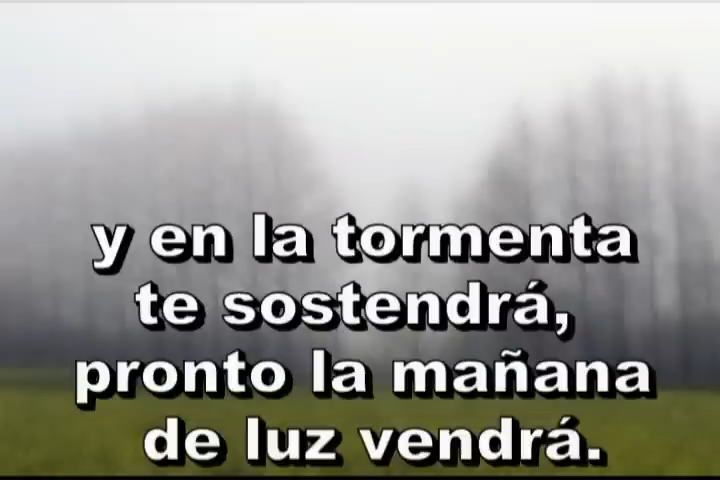 y en la tormenta
te sostendrá,
pronto la mañana
de luz vendrá.